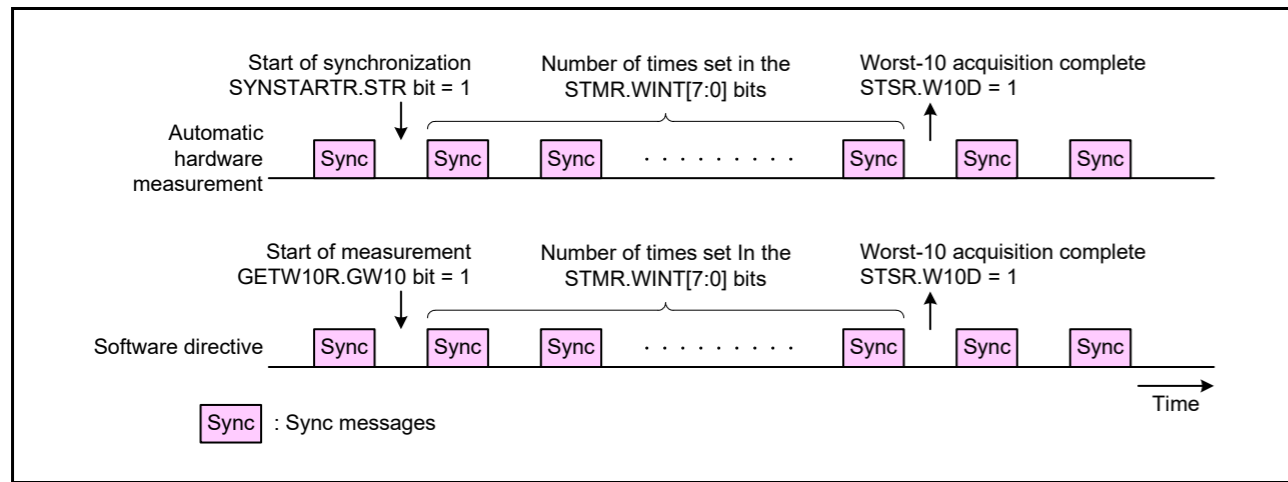 Start of synchronization
SYNSTARTR.STR bit = 1
Number of times set in the
STMR.WINT[7:0] bits
Worst-10 acquisition complete
STSR.W10D = 1
Automatic
hardware
measurement
Sync
Sync
Sync
· · · · · · · · ·
Sync
Sync
Sync
Start of measurement
GETW10R.GW10 bit = 1
Number of times set In the
STMR.WINT[7:0] bits
Worst-10 acquisition complete
STSR.W10D = 1
Software directive
Sync
Sync
Sync
· · · · · · · · ·
Sync
Sync
Sync
Time
Sync : Sync messages